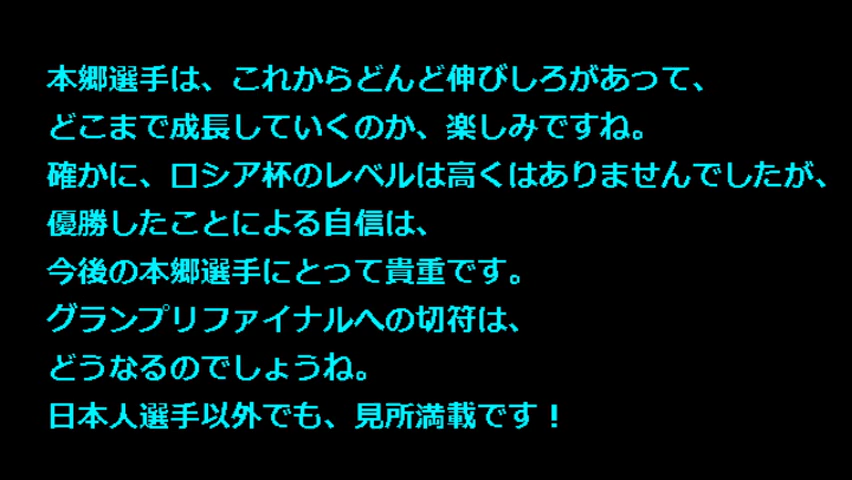 本郷選手は、これからどんど伸びしろがあって、
どこまで成長していくのか、楽しみですね。
確かに、ロシア杯のレベルは高くはありませんでしたが、
優勝したことによる自信は、
今後の本郷選手にとって貴重です。
グランプリファイナルへの切符は、
どうなるのでしょうね。
日本人選手以外でも、見所満載です！